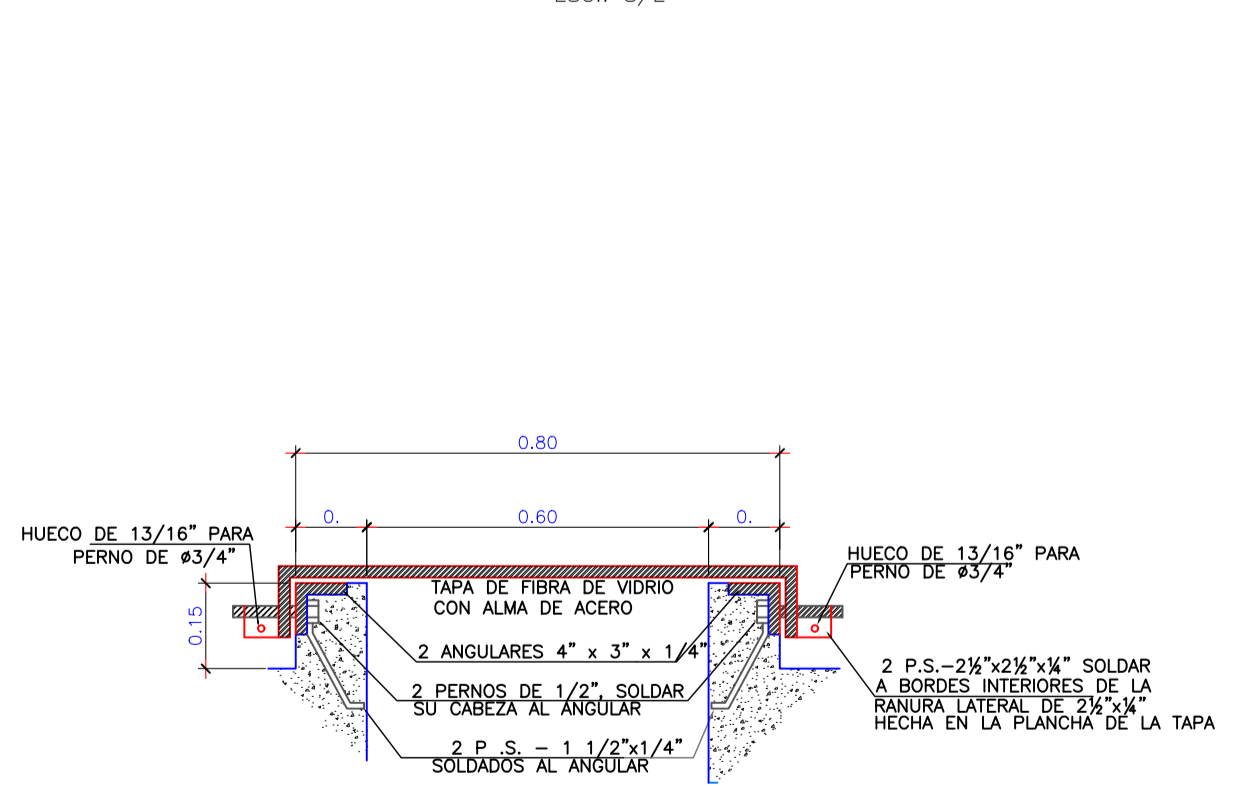 0.80
0.
0.60
0.
HUECO DE 13/16” PARA
PERNO DE ø3/4”
HUECO DE 13/16” PARA
PERNO DE ø3/4”
0.15
TAPA DE FIBRA DE VIDRIO
CON ALMA DE ACERO
2 ANGULARES 4” x 3” x 1/4”
2 PERNOS DE 1/2”, SOLDAR
SU CABEZA AL ANGULAR
2 P .S. – 1 1/2”x1/4”
SOLDADOS AL ANGULAR
2 P.S.–2½”x2½”x¼” SOLDAR
A BORDES INTERIORES DE LA
RANURA LATERAL DE 2½”x¼”
HECHA EN LA PLANCHA DE LA TAPA